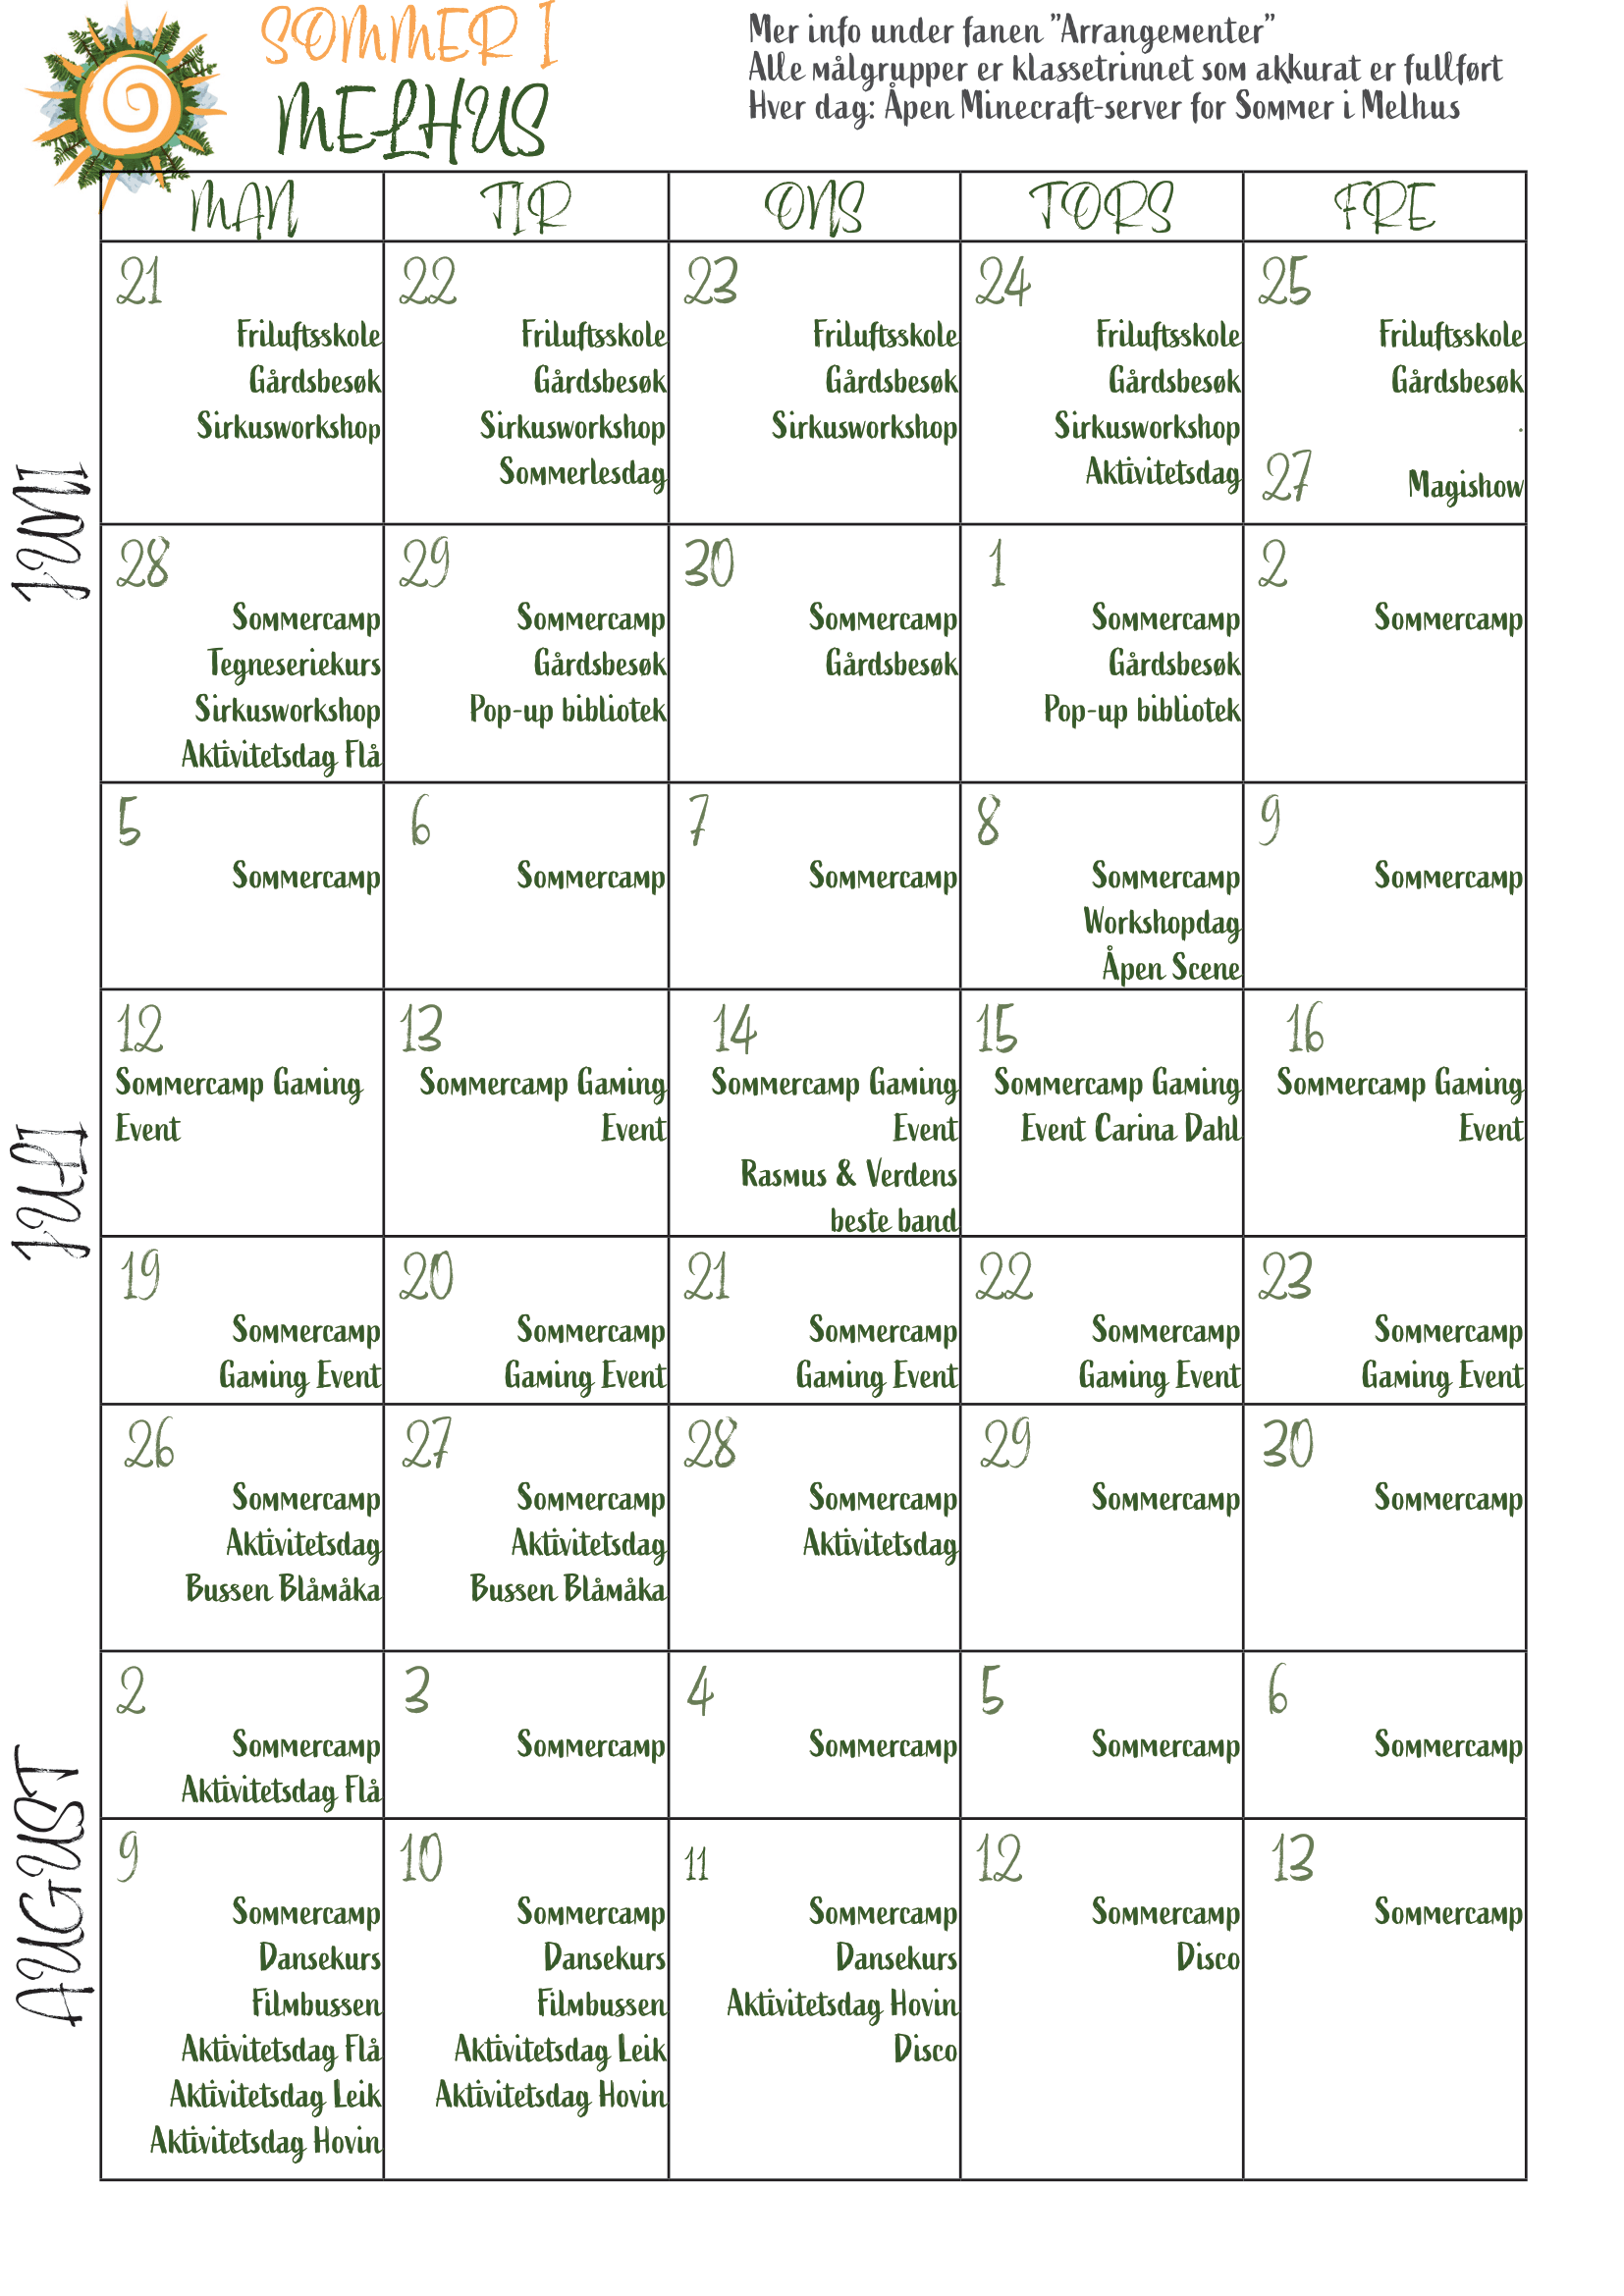 SOMMER I
MELHUS
Mer info under fanen "Arrangementer"
Alle målgrupper er klassetrinnet som akkurat er fullført
Hver dag: Åpen Minecraft-server for Sommer i Melhus
MAN
TIR
ONS
TORS
FRE
JUNI
21
Friluftsskole
Gårdsbesøk
Sirkusworkshop
22
Friluftsskole
Gårdsbesøk
Sirkusworkshop
Sommerlesdag
23
Friluftsskole
Gårdsbesøk
Sirkusworkshop
24
Friluftsskole
Gårdsbesøk
Sirkusworkshop
Aktivitetsdag
25
Friluftsskole
Gårdsbesøk
.
27 Magishow
28
Sommercamp
Tegneseriekurs
Sirkusworkshop
Aktivitetsdag Flå
29
Sommercamp
Gårdsbesøk
Pop-up bibliotek
30
Sommercamp
Gårdsbesøk
1
Sommercamp
Gårdsbesøk
Pop-up bibliotek
2
Sommercamp
JULI
5
Sommercamp
6
Sommercamp
7
Sommercamp
8
Sommercamp
Workshopdag
Åpen Scene
9
Sommercamp
12
Sommercamp Gaming
Event
13
Sommercamp Gaming
Event
14
Sommercamp Gaming
Event
Rasmus & Verdens
beste band
15
Sommercamp Gaming
Event Carina Dahl
16
Sommercamp Gaming
Event
19
Sommercamp
Gaming Event
20
Sommercamp
Gaming Event
21
Sommercamp
Gaming Event
22
Sommercamp
Gaming Event
23
Sommercamp
Gaming Event
26
Sommercamp
Aktivitetsdag
Bussen Blåmåka
27
Sommercamp
Aktivitetsdag
Bussen Blåmåka
28
Sommercamp
Aktivitetsdag
29
Sommercamp
30
Sommercamp
AUGUST
2
Sommercamp
Aktivitetsdag Flå
3
Sommercamp
4
Sommercamp
5
Sommercamp
6
Sommercamp
9
Sommercamp
Dansekurs
Filmbussen
Aktivitetsdag Flå
Aktivitetsdag Leik
Aktivitetsdag Hovin
10
Sommercamp
Dansekurs
Filmbussen
Aktivitetsdag Leik
Aktivitetsdag Hovin
11
Sommercamp
Dansekurs
Aktivitetsdag Hovin
Disco
12
Sommercamp
Disco
13
Sommercamp